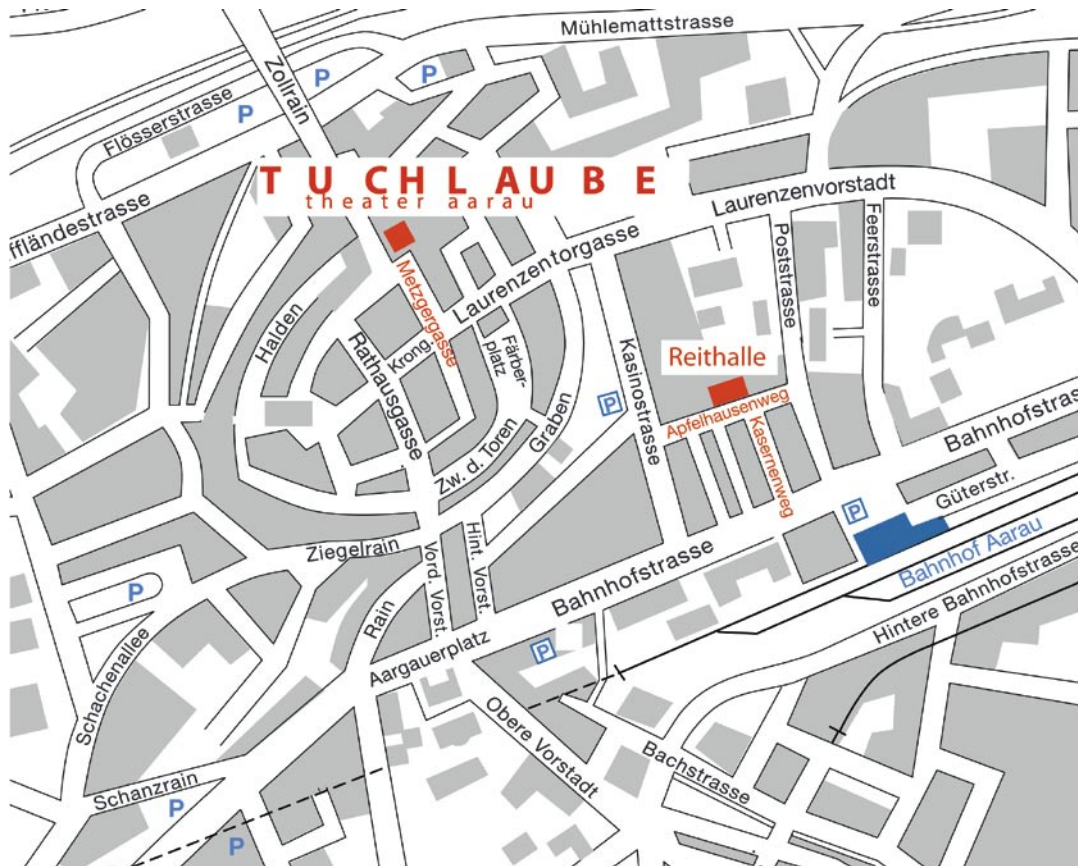 Mühlemattstrasse
Zollrain
P
P
P
Flösserstrasse
TUCHLAUBE
theater aarau
ffländestrasse
Laurenzenvorstadt
Laurenzentorgasse
Poststrasse
Feerstrasse
Metzgergasse
Halden
Rathausgasse
Krong.
Färber-
platz
Kasinostrasse
Reithalle
P
Graben
Apfelhausenweg
Kasernenweg
Zw. d. Toren
Bahnhofstras
Güterstr.
P
Bahnhof Aarau
Hintere Bahnhofstrasse
Ziegelrain
Vord. Vorst.
Hint. Vorst.
Bahnhofstrasse
P
Rain
Aargauerplatz
P
Schachenallee
Obere Vorstadt
Bachstrasse
Schanzrain
P
P